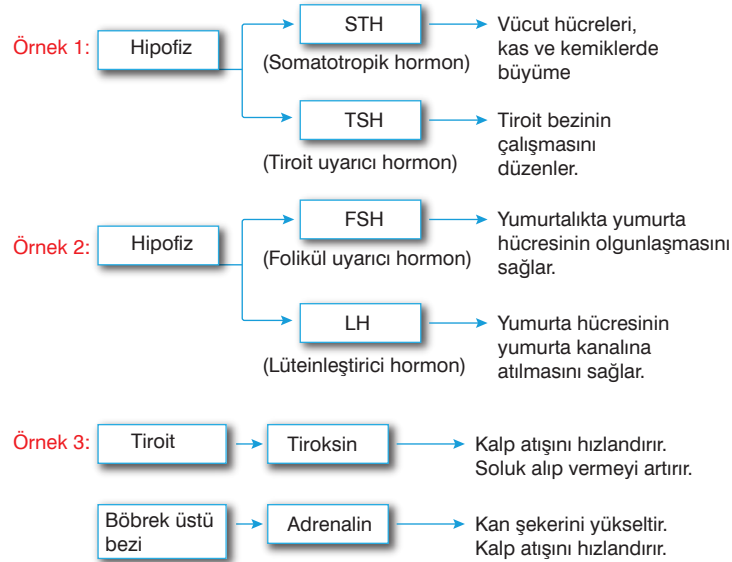 Örnek 1:
Hipofiz
STH
(Somatotropik hormon)
Vücut hücreleri,
kas ve kemiklerde
büyüme
TSH
(Tiroit uyarıcı hormon)
Tiroit bezinin
çalışmasını
düzenler.
Örnek 2:
Hipofiz
FSH
(Folikül uyarıcı hormon)
Yumurtalıkta yumurta
hücresinin olgunlaşmasını
sağlar.
LH
(Lüteinleştirici hormon)
Yumurta hücresinin
yumurta kanalına
atılmasını sağlar.
Örnek 3:
Tiroit
Tiroksin
Kalp atışını hızlandırır.
Soluk alıp vermeyi artırır.
Böbrek üstü
bezi
Adrenalin
Kan şekerini yükseltir.
Kalp atışını hızlandırır.